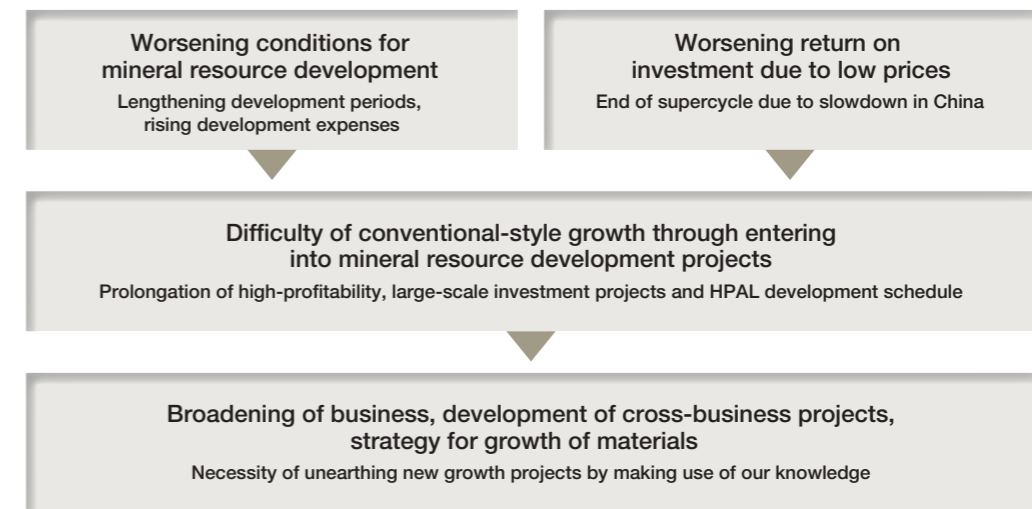 Worsening conditions for
mineral resource development
Lengthening development periods,
rising development expenses
Worsening return on
investment due to low prices
End of supercycle due to slowdown in China
Difficulty of conventional-style growth through entering
into mineral resource development projects
Prolongation of high-profitability, large-scale investment projects and HPAL development schedule
Broadening of business, development of cross-business projects,
strategy for growth of materials
Necessity of unearthing new growth projects by making use of our knowledge